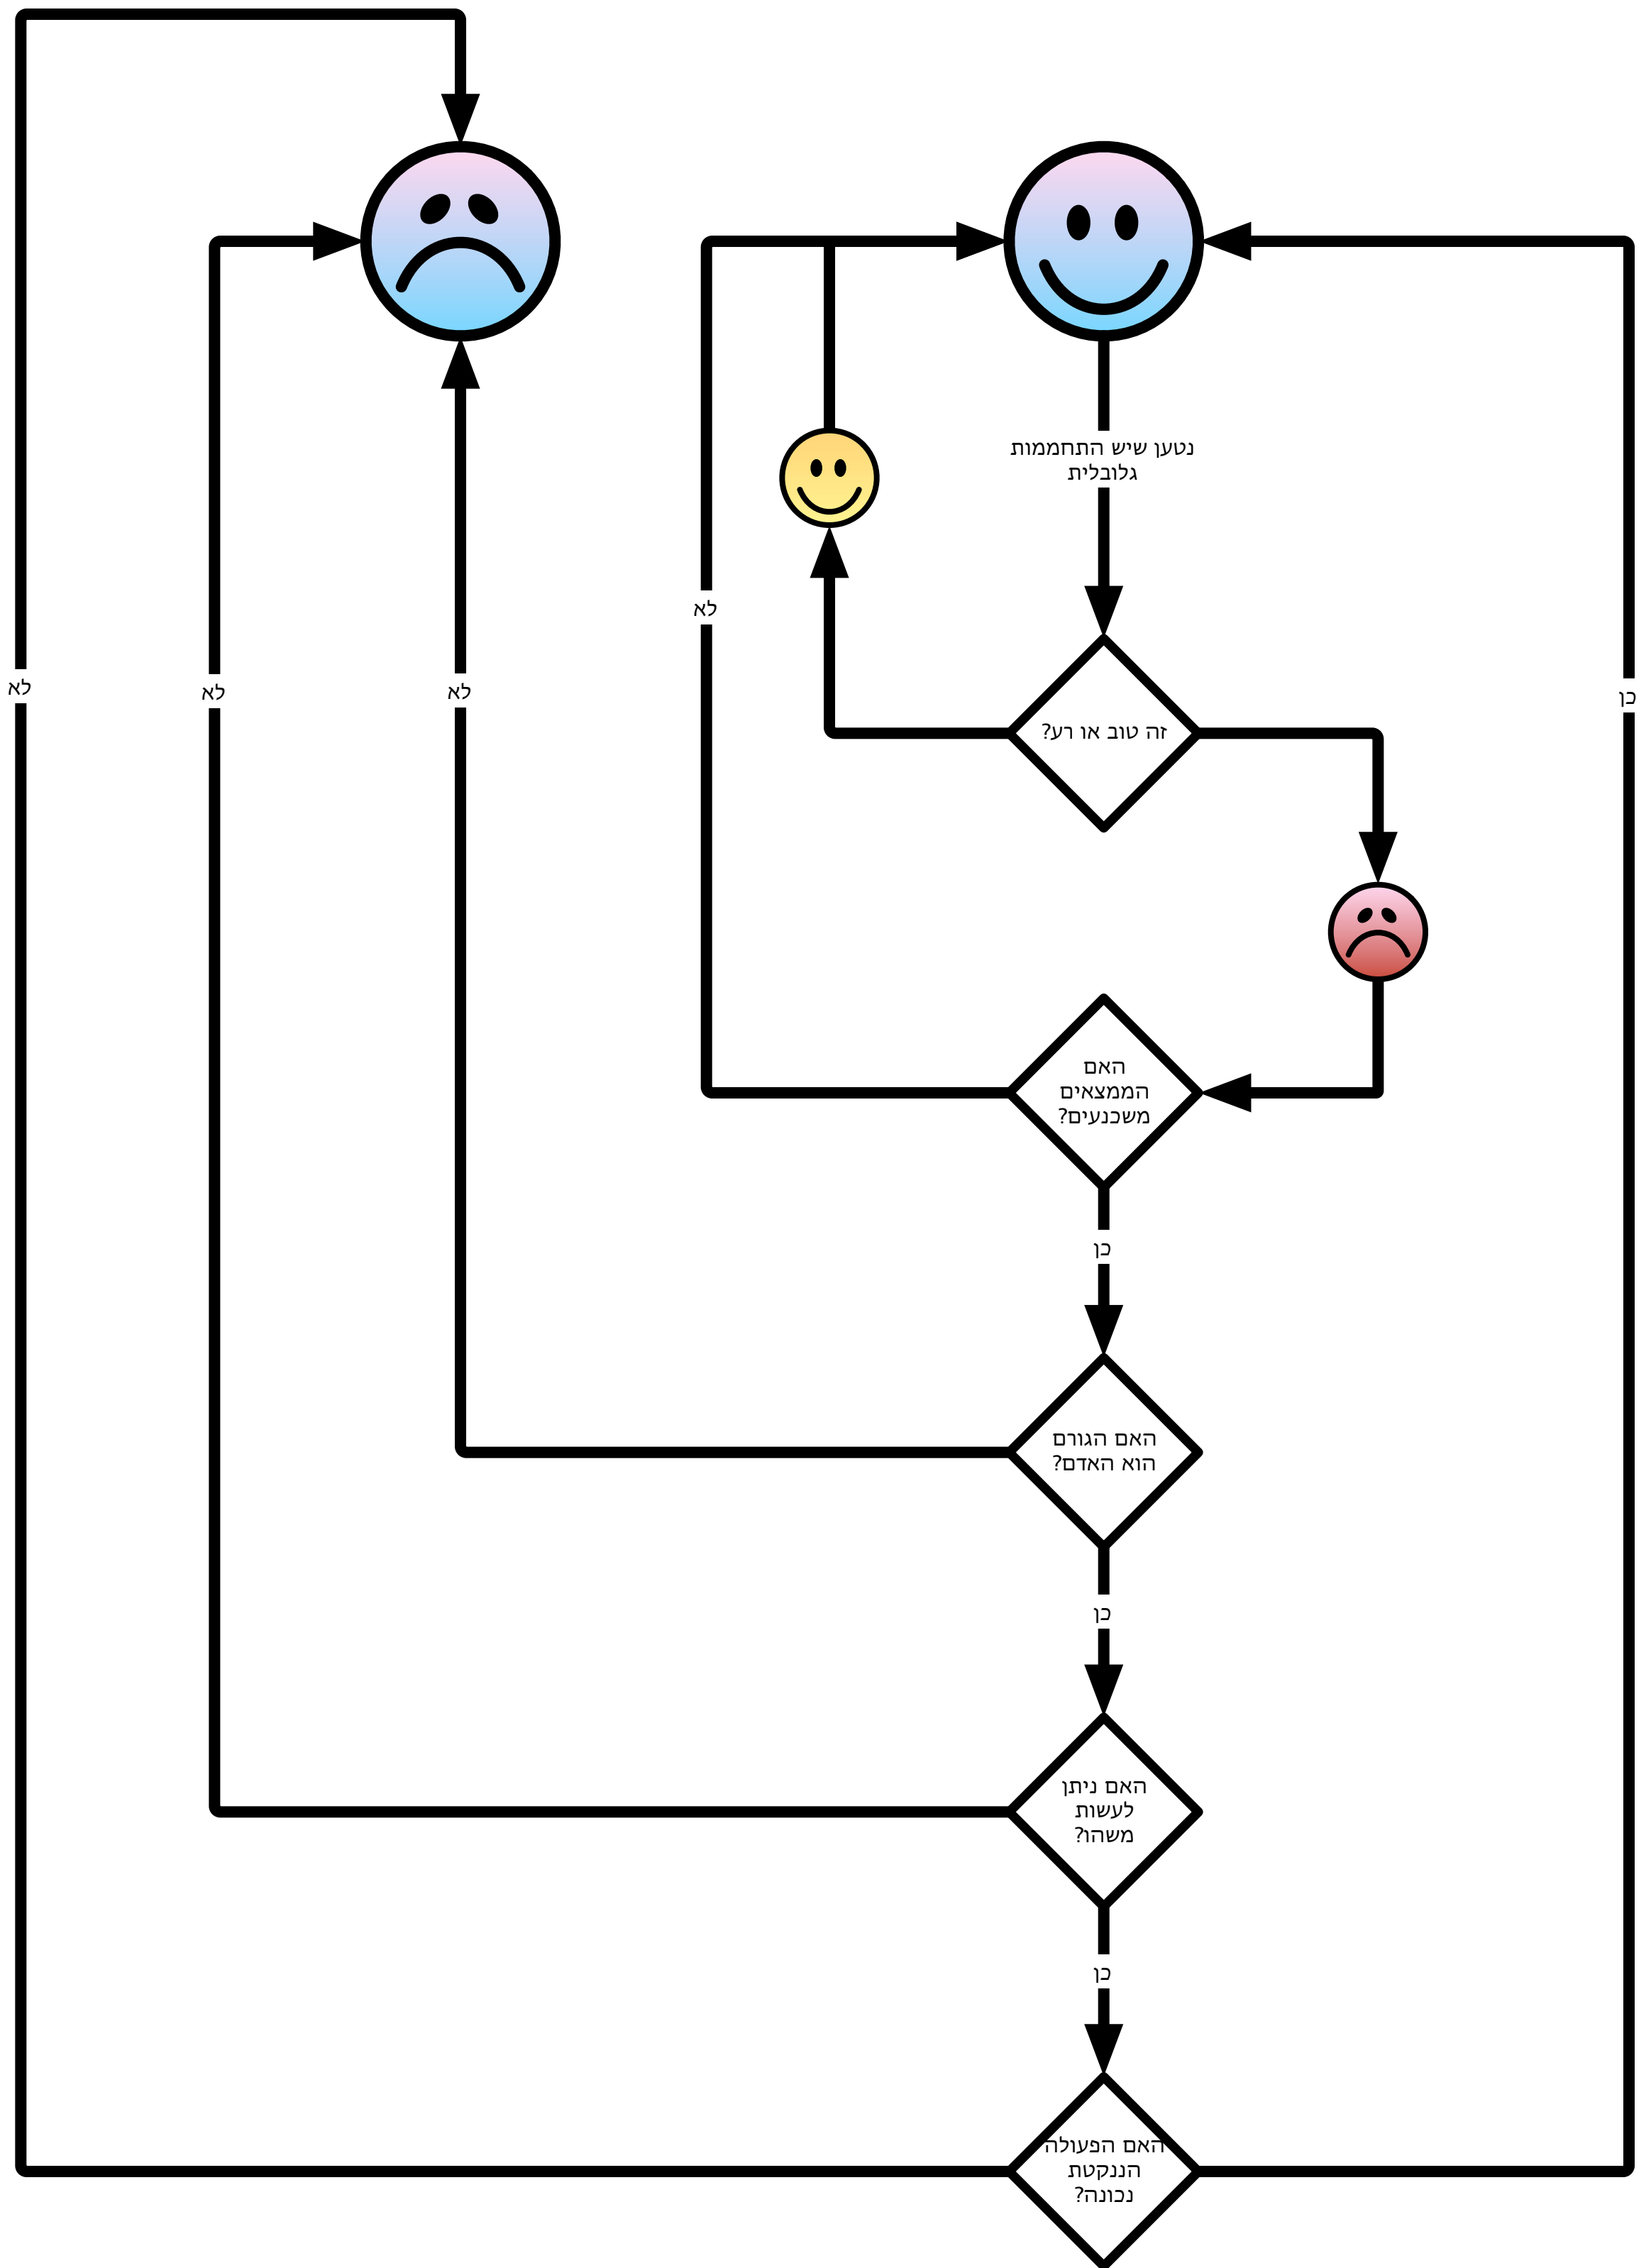 נטען שיש התחממות
גלובלית
לא
זה טוב או רע?
לא
לא
לא
כן
האם
הממצאים
משכנעים?
כן
האם הגורם
הוא האדם?
כן
האם ניתן
לעשות
משהו?
כן
האם הפעולה
הננקטת
נכונה?